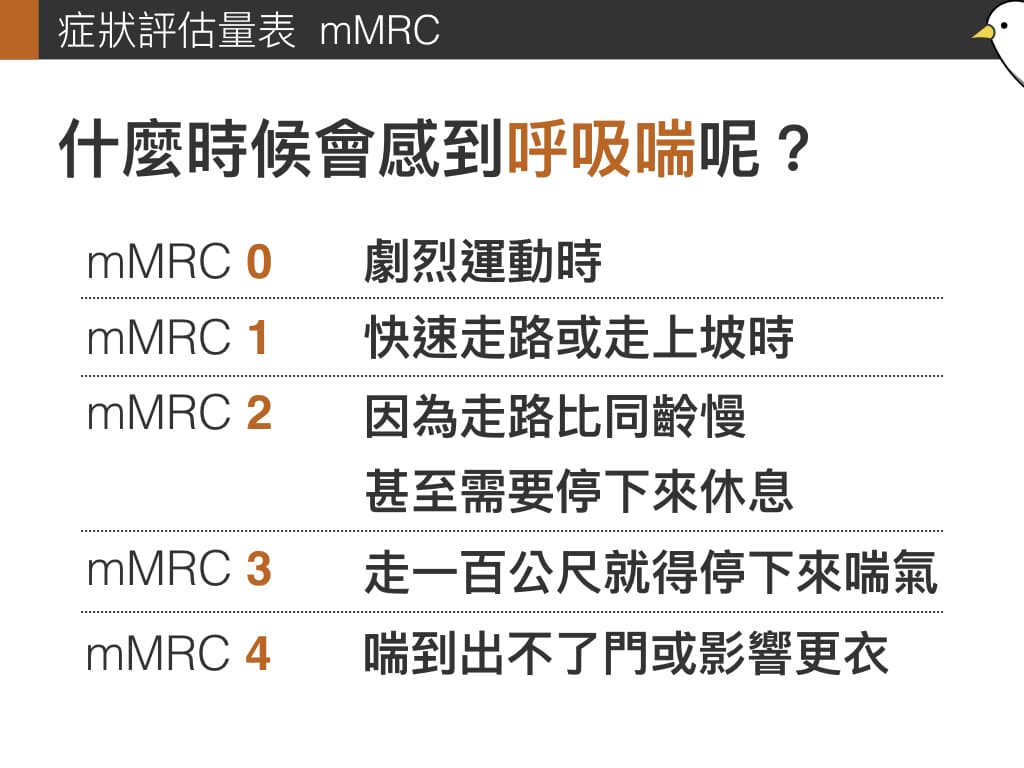 症狀評估量表 mMRC
什麼時候會感到呼吸喘呢？
mMRC 0 劇烈運動時
mMRC 1 快速走路或走上坡時
mMRC 2 因為走路比同齡慢
甚至需要停下來休息
mMRC 3 走一百公尺就得停下來喘氣
mMRC 4 喘到出不了門或影響更衣